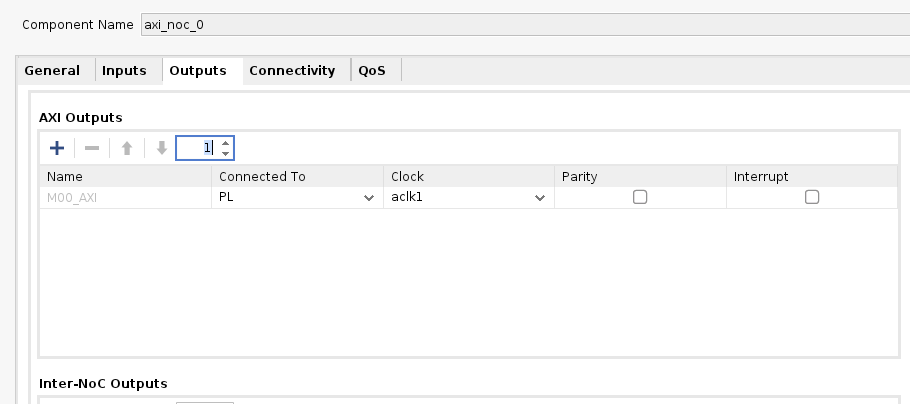 Component Name axi_noc_0
General Inputs Outputs Connectivity QoS
AXI Outputs
1
Name Connected To Clock Parity Interrupt
M00_AXI PL aclk1
Inter-NoC Outputs